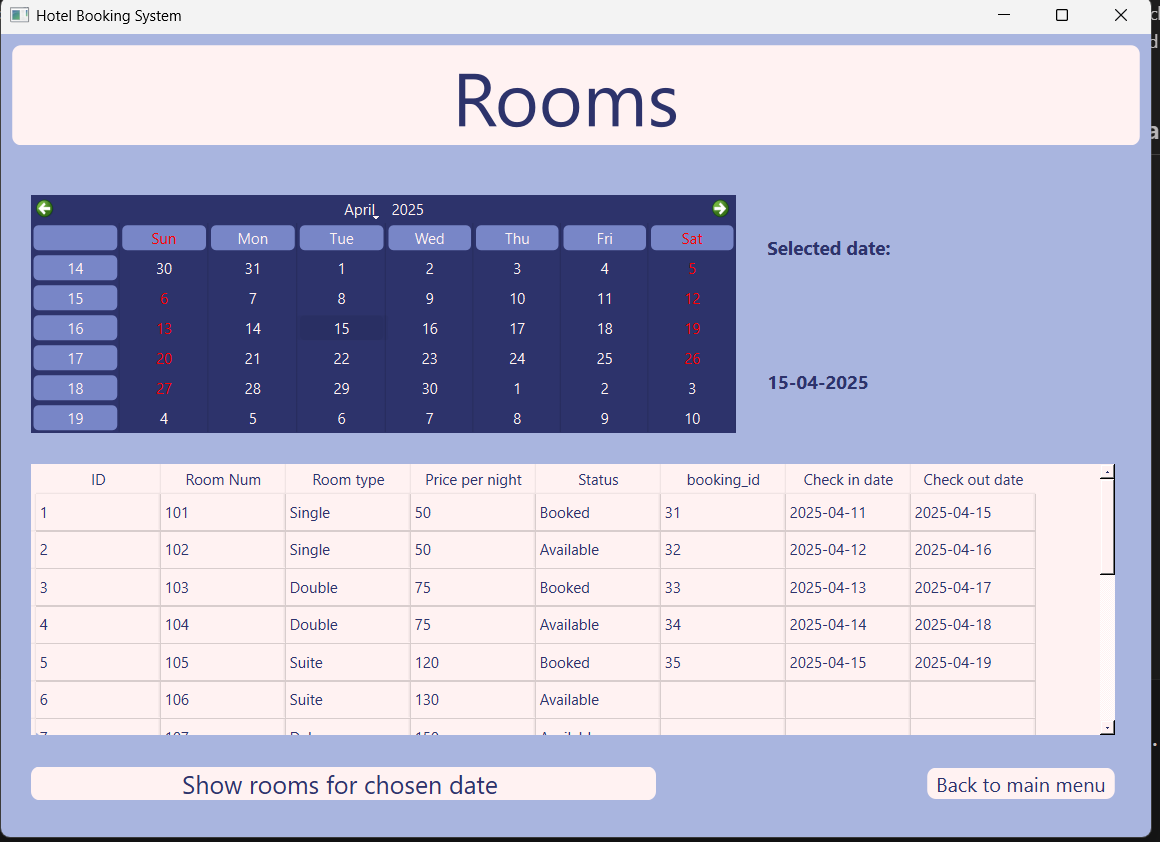 Hotel Booking System
Rooms
April 2025
Sun Mon Tue Wed Thu Fri Sat
14 30 31 1 2 3 4 5
15 6 7 8 9 10 11 12
16 13 14 15 16 17 18 19
17 20 21 22 23 24 25 26
18 27 28 29 30 1 2 3
19 4 5 6 7 8 9 10
Selected date:
15-04-2025
ID Room Num Room type Price per night Status booking_id Check in date Check out date
1 101 Single 50 Booked 31 2025-04-11 2025-04-15
2 102 Single 50 Available 32 2025-04-12 2025-04-16
3 103 Double 75 Booked 33 2025-04-13 2025-04-17
4 104 Double 75 Available 34 2025-04-14 2025-04-18
5 105 Suite 120 Booked 35 2025-04-15 2025-04-19
6 106 Suite 130 Available
Show rooms for chosen date
Back to main menu